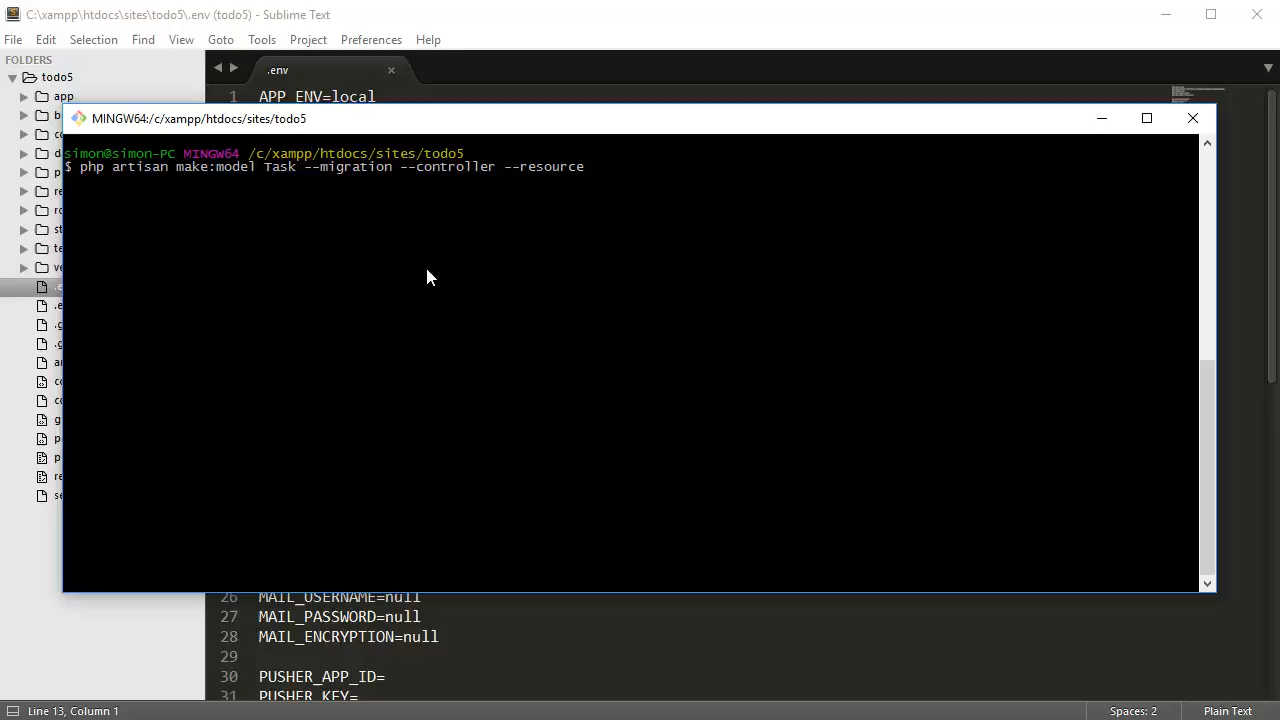 C:\xampp\htdocs\sites\todo5\.env (todo5) - Sublime Text
File Edit Selection Find View Goto Tools Project Preferences Help
FOLDERS
todo5
app
.env
1 APP_ENV=local
MINGW64:/c/xampp/htdocs/sites/todo5
simon@simon-PC MINGW64 /c/xampp/htdocs/sites/todo5
$ php artisan make:model Task --migration --controller --resource
26 MAIL_USERNAME=null
27 MAIL_PASSWORD=null
28 MAIL_ENCRYPTION=null
29
30 PUSHER_APP_ID=
31 PUSHER_KEY=
Line 13, Column 1
Spaces: 2
Plain Text